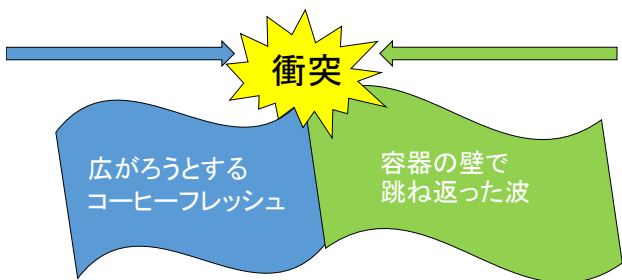 衝突
広がろうとする
コーヒーフレッシュ
容器の壁で
跳ね返った波